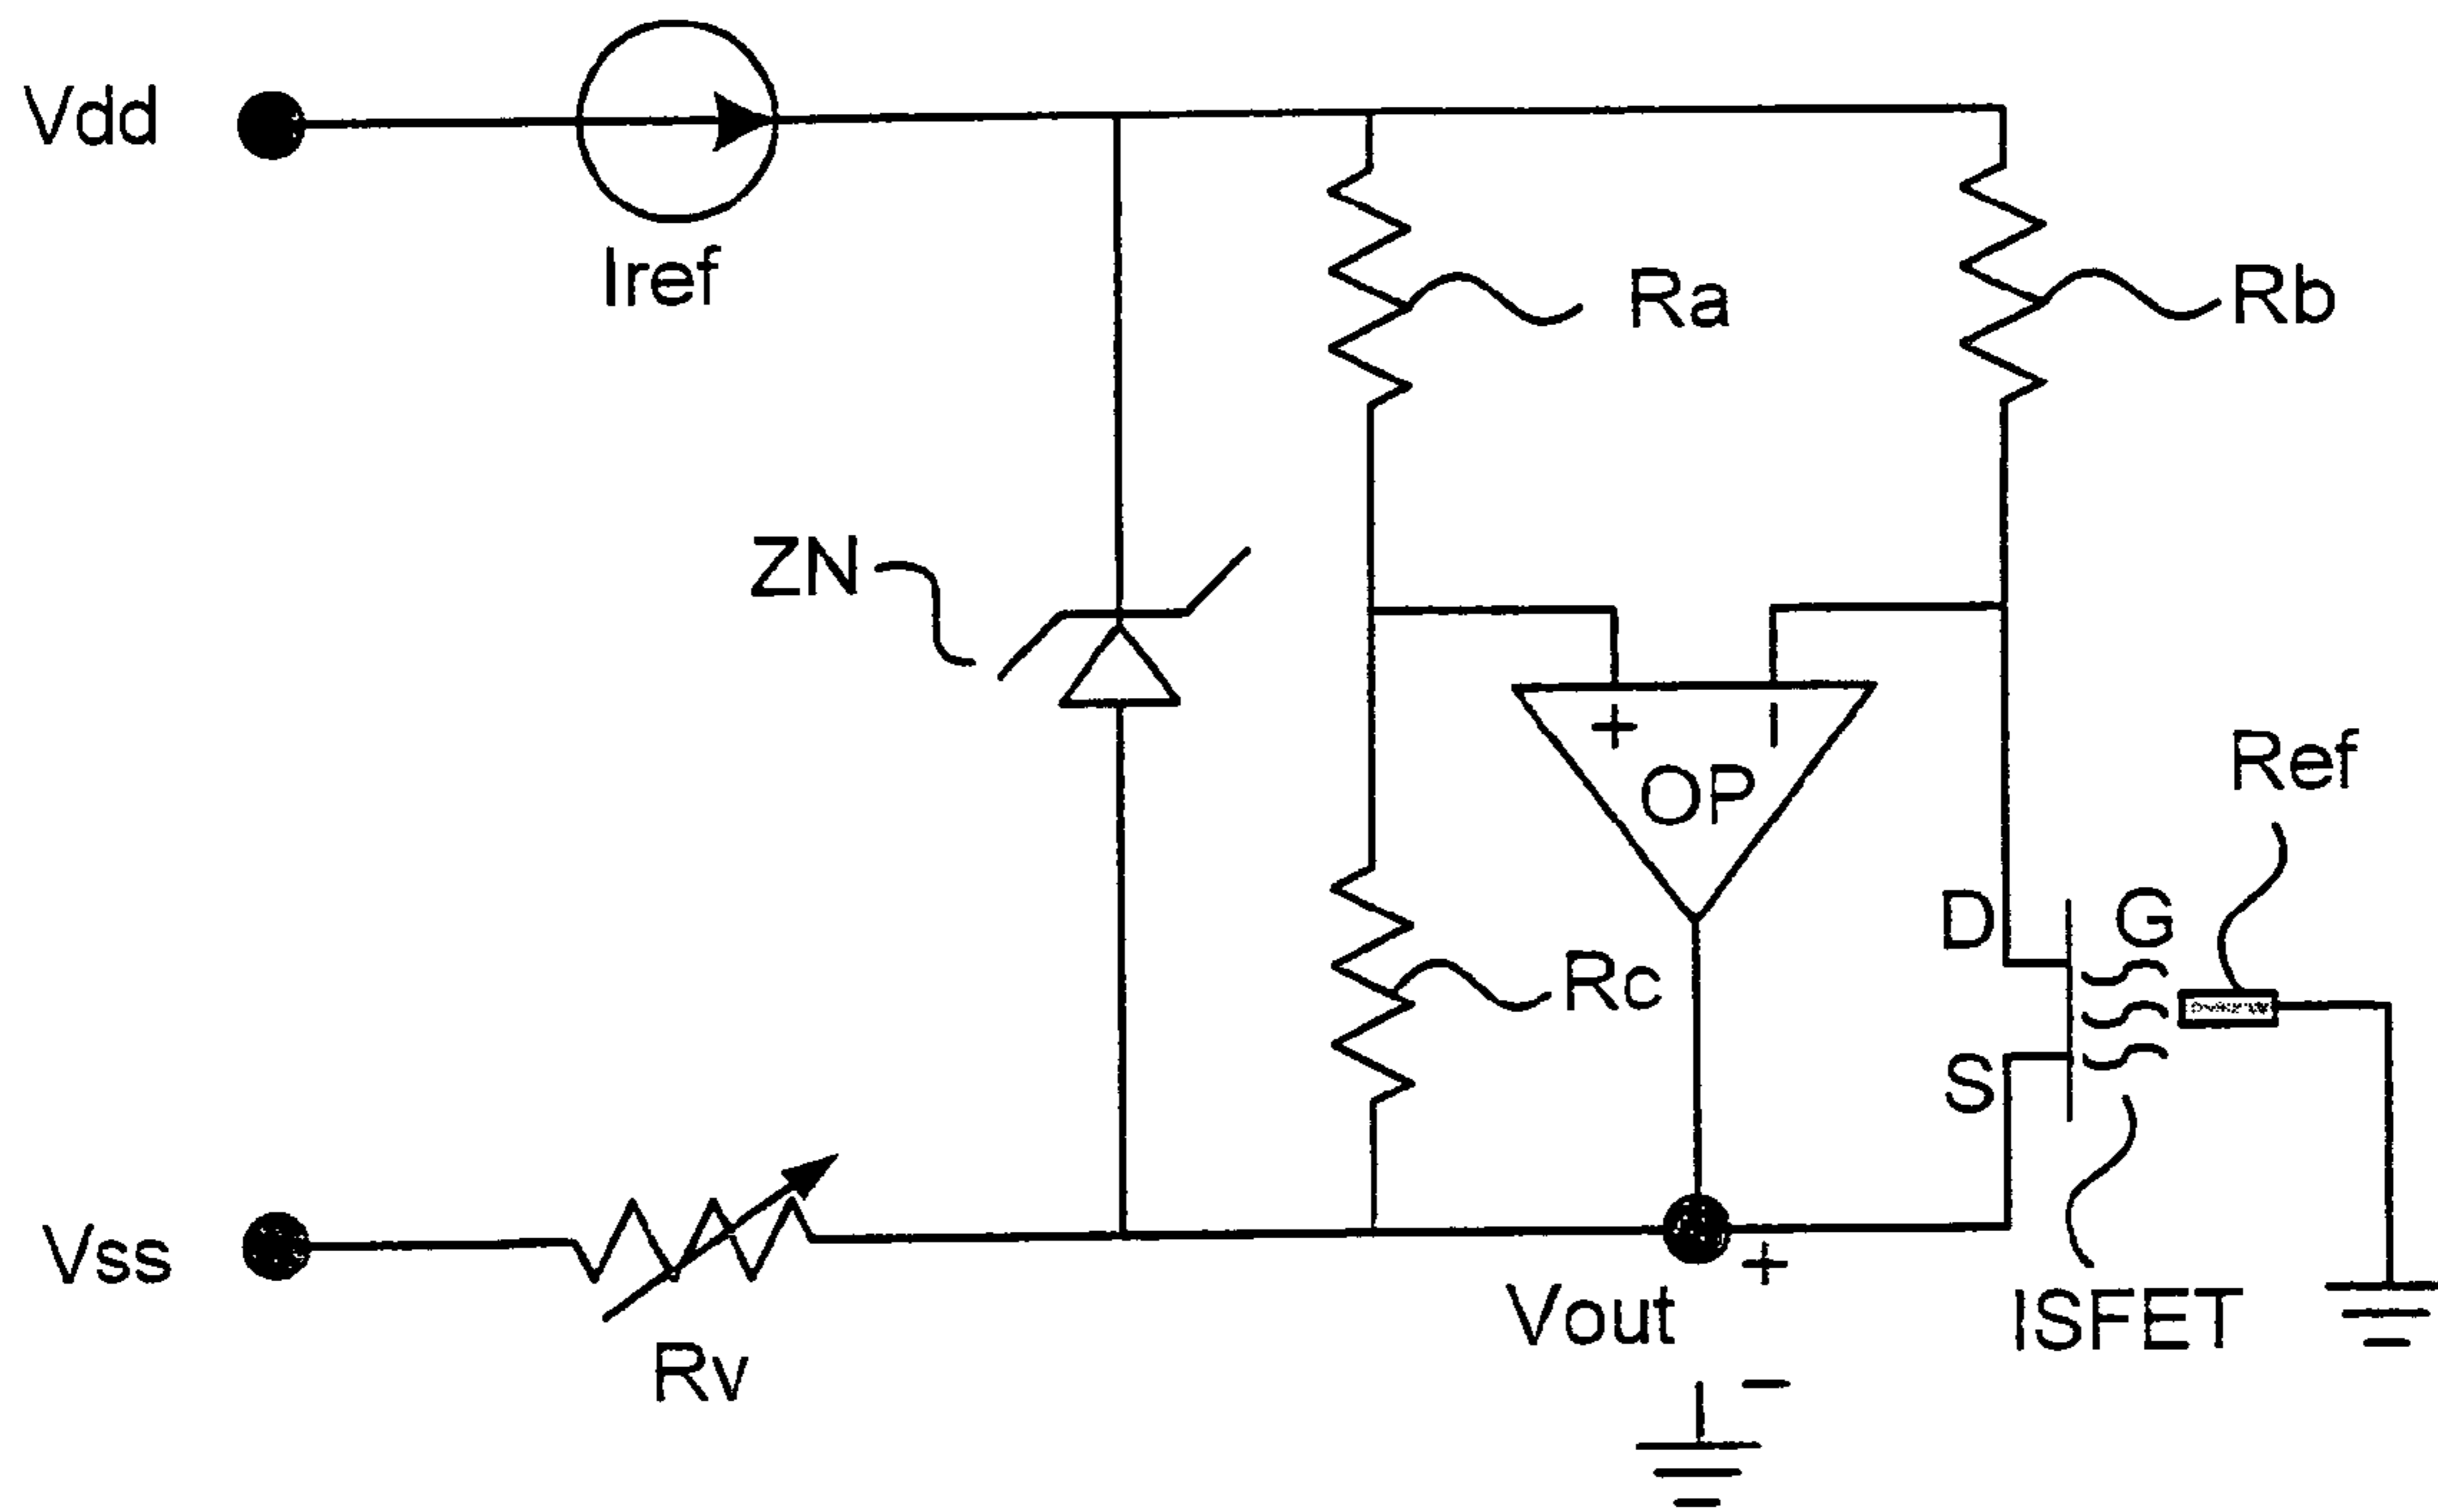 Vdd
Iref
Ra
Rb
ZN
+ −
OP
Ref
D
G
Rc
S
Vss
Rv
+
Vout
ISFET
−